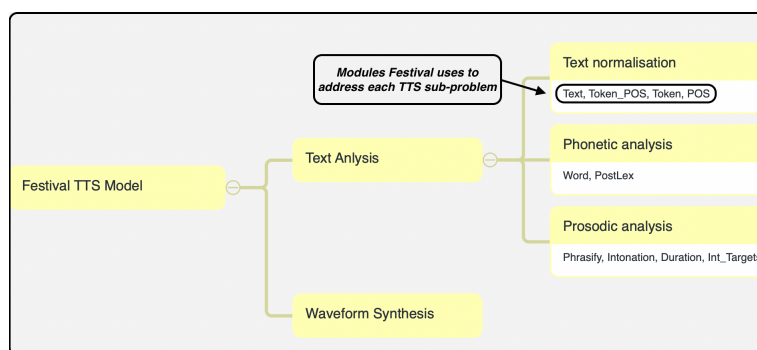 Modules Festival uses to
address each TTS sub-problem
Text normalisation
Text, Token_POS, Token, POS
Phonetic analysis
Word, PostLex
Prosodic analysis
Phrasify, Intonation, Duration, Int_Targets
Text Anlysis
Festival TTS Model
Waveform Synthesis